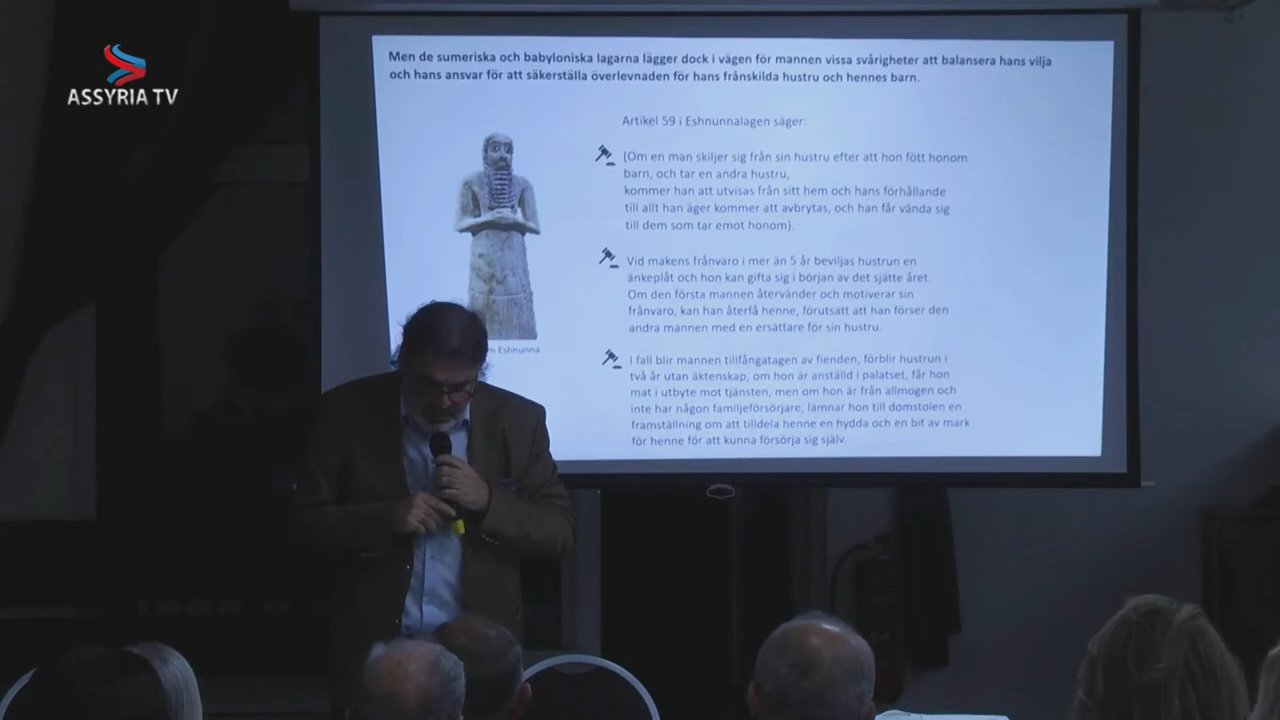 ASSYRIA TV
Men de sumeriska och babyloniska lagarna lägger dock i vägen för mannen vissa svårigheter att balansera hans vilja
och hans ansvar för att säkerställa överlevnaden för hans frånskilda hustru och hennes barn.
Artikel 59 i Eshnunnalagen säger:
(Om en man skiljer sig från sin hustru efter att hon fött honom
barn, och tar en andra hustru,
kommer han att utvisas från sitt hem och hans förhållande
till allt han äger kommer att avbrytas, och han får vända sig
till dem som tar emot honom).
Vid makens frånvaro i mer än 5 år beviljas hustrun en
änkeplåt och hon kan gifta sig i början av det sjätte året.
Om den första mannen återvänder och motiverar sin
frånvaro, kan han återfå henne, förutsatt att han förser den
andra mannen med en ersättare för sin hustru.
Eshnunna
I fall blir mannen tillfångatagen av fienden, förblir hustrun i
två år utan äktenskap, om hon är anställd i palatset, får hon
mat i utbyte mot tjänsten, men om hon är från allmogen och
inte har någon familjeförsörjare, lämnar hon till domstolen en
framställning om att tilldela henne en hydda och en bit av mark
för henne för att kunna försörja sig själv.